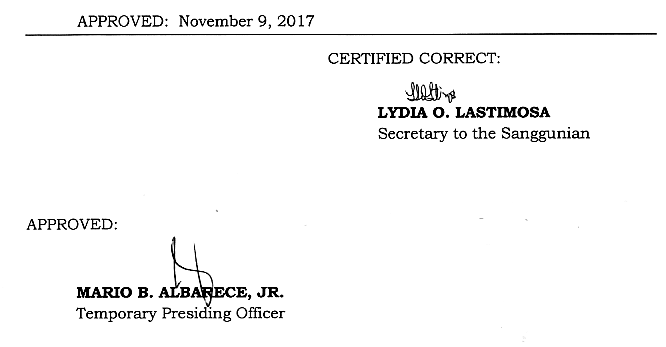 APPROVED: November 9, 2017
CERTIFIED CORRECT:
LYDIA O. LASTIMOSA
Secretary to the Sanggunian
APPROVED:
MARIO B. ALBARECE, JR.
Temporary Presiding Officer